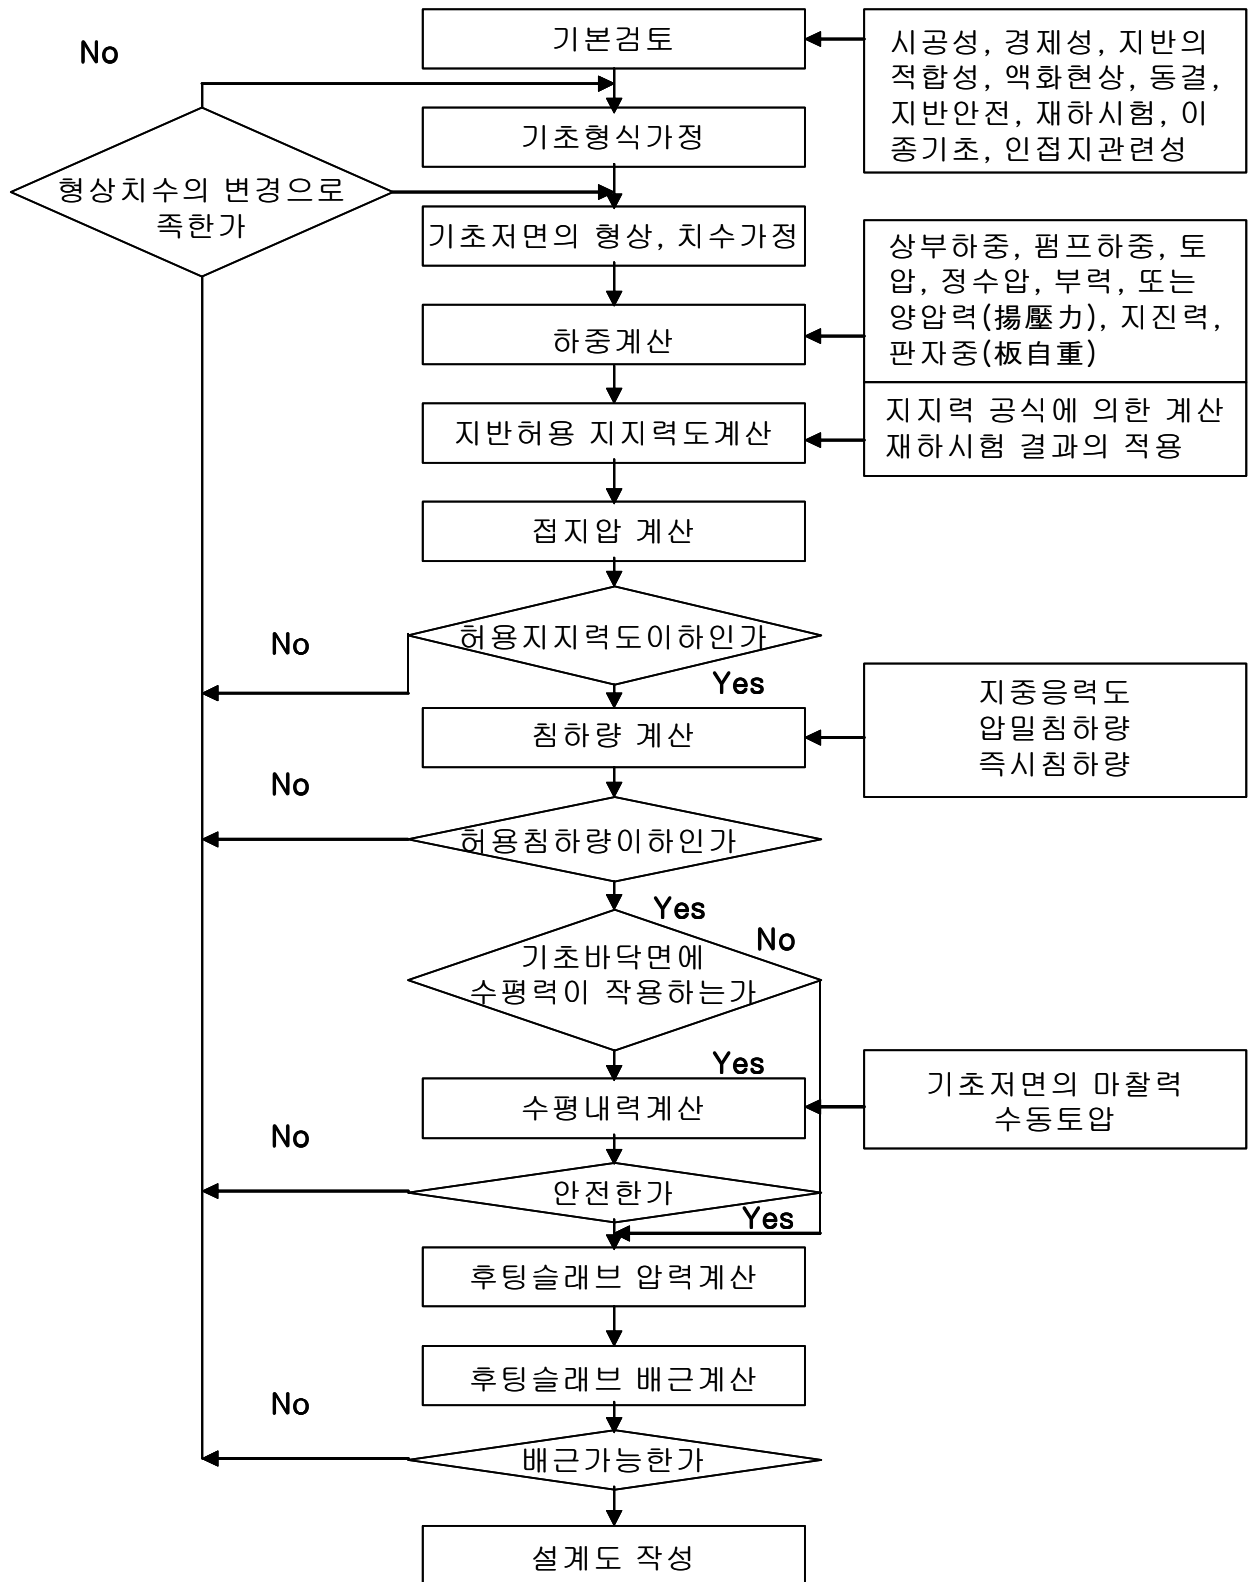 No
기본검토
시공성, 경제성, 지반의
적합성, 액화현상, 동결,
지반안전, 재하시험, 이
종기초, 인접지관련성
기초형식가정
형상치수의 변경으로
족한가
기초저면의 형상, 치수가정
상부하중, 펌프하중, 토
압, 정수압, 부력, 또는
양압력(揚壓力), 지진력,
판자중(板自重)
하중계산
지반허용 지지력도계산
지지력 공식에 의한 계산
재하시험 결과의 적용
접지압 계산
허용지지력도이하인가
No
Yes
침하량 계산
지중응력도
압밀침하량
즉시침하량
No
허용침하량이하인가
Yes
No
기초바닥면에
수평력이 작용하는가
Yes
수평내력계산
기초저면의 마찰력
수동토압
No
안전한가
Yes
후팅슬래브 압력계산
후팅슬래브 배근계산
No
배근가능한가
설계도 작성